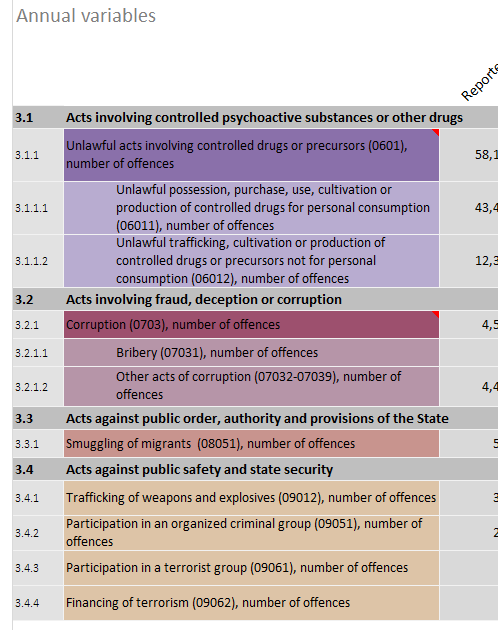 Annual variables
3.1 Acts involving controlled psychoactive substances or other drugs
3.1.1 Unlawful acts involving controlled drugs or precursors (0601),
number of offences
Unlawful possession, purchase, use, cultivation or
3.1.1.1 production of controlled drugs for personal consumption
(06011), number of offences
Unlawful trafficking, cultivation or production of
3.1.1.2 controlled drugs or precursors not for personal
consumption (06012), number of offences
3.2 Acts involving fraud, deception or corruption
3.2.1 Corruption (0703), number of offences
3.2.1.1 Bribery (07031), number of offences
3.2.1.2 Other acts of corruption (07032-07039), number of
offences
3.3 Acts against public order, authority and provisions of the State
3.3.1 Smuggling of migrants (08051), number of offences
3.4 Acts against public safety and state security
3.4.1 Trafficking of weapons and explosives (09012), number of offences
3.4.2 Participation in an organized criminal group (09051), number of
offences
3.4.3 Participation in a terrorist group (09061), number of offences
3.4.4 Financing of terrorism (09062), number of offences